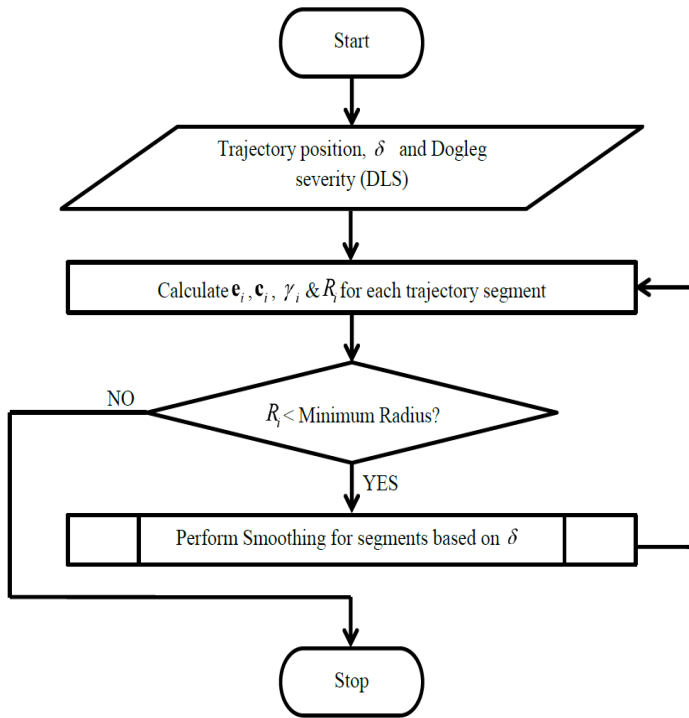 Start
Trajectory position, δ and Dogleg
severity (DLS)
Calculate eᵢ, cᵢ, γᵢ & Rᵢ for each trajectory segment
NO
Rᵢ < Minimum Radius?
YES
Perform Smoothing for segments based on δ
Stop